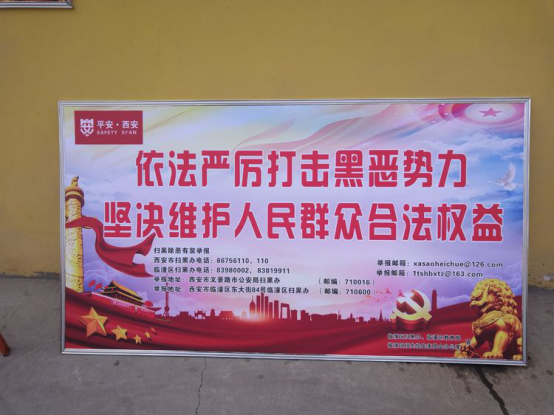 平安·西安
SAFETY XI'AN
依法严厉打击黑恶势力
坚决维护人民群众合法权益
扫黑除恶有奖举报
西安市扫黑办电话：86756110，110
临潼区扫黑办电话：83980002，83819911
举报地址：西安市文景路市公安局扫黑办 （邮编：710016）
举报地址：西安市临潼区东大街84号临潼区扫黑办 （邮编：710600）
举报邮箱：xasaoheichue@126.com
举报邮箱：1tshbxtz@163.com